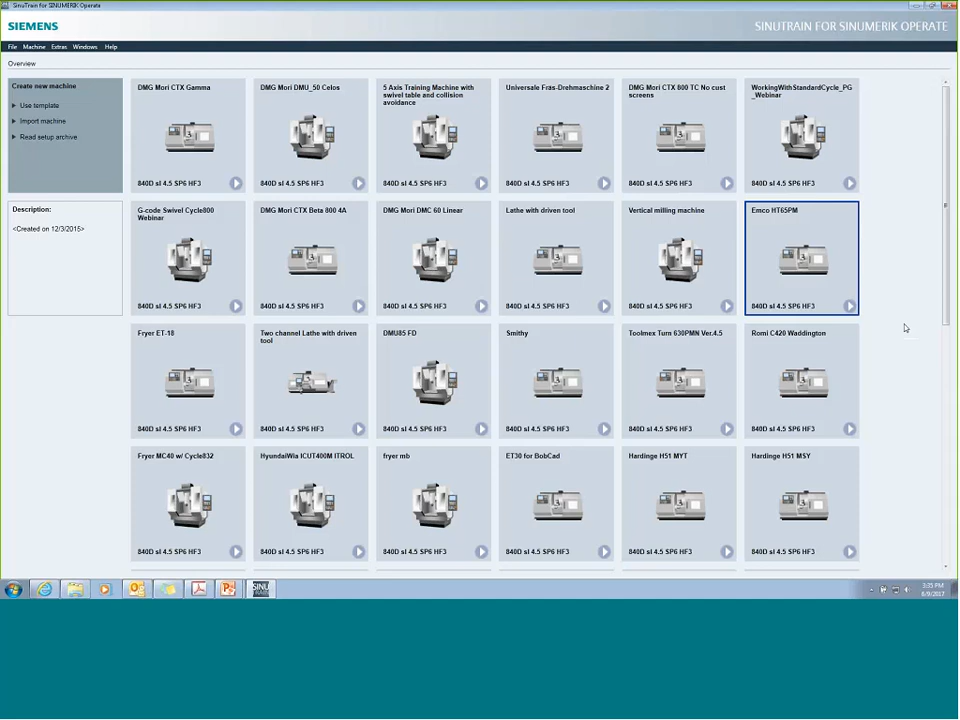 SinuTrain for SINUMERIK Operate
SIEMENS
SINUTRAIN FOR SINUMERIK OPERATE
File Machine Extras Windows Help
Overview
Create new machine
Use template
Import machine
Read setup archive
Description:
<Created on 12/3/2015>
DMG Mori CTX Gamma
840D sl 4.5 SP6 HF3
DMG Mori DMU_50 Celos
840D sl 4.5 SP6 HF3
5 Axis Training Machine with
swivel table and collision
avoidance
840D sl 4.5 SP6 HF3
Universale Fräs-Drehmaschine 2
840D sl 4.5 SP6 HF3
DMG Mori CTX 800 TC No cust
screens
840D sl 4.5 SP6 HF3
WorkingWithStandardCycle_PG
_Webinar
840D sl 4.5 SP6 HF3
G-code Swivel Cycle800
Webinar
840D sl 4.5 SP6 HF3
DMG Mori CTX Beta 800 4A
840D sl 4.5 SP6 HF3
DMG Mori DMC 60 Linear
840D sl 4.5 SP6 HF3
Lathe with driven tool
840D sl 4.5 SP6 HF3
Vertical milling machine
840D sl 4.5 SP6 HF3
Emco HT65PM
840D sl 4.5 SP6 HF3
Fryer ET-18
840D sl 4.5 SP6 HF3
Two channel Lathe with driven
tool
840D sl 4.5 SP6 HF3
DMU85 FD
840D sl 4.5 SP6 HF3
Smithy
840D sl 4.5 SP6 HF3
Toolmex Turn 630PMN Ver.4.5
840D sl 4.5 SP6 HF3
Romi C420 Waddington
840D sl 4.5 SP6 HF3
Fryer MC40 w/ Cycle832
840D sl 4.5 SP6 HF3
HyundaiWia ICUT400M ITROL
840D sl 4.5 SP6 HF3
fryer mb
840D sl 4.5 SP6 HF3
ET30 for BobCad
840D sl 4.5 SP6 HF3
Hardinge H51 MYT
840D sl 4.5 SP6 HF3
Hardinge H51 MSY
840D sl 4.5 SP6 HF3
SINU
3:35 PM
6/9/2017